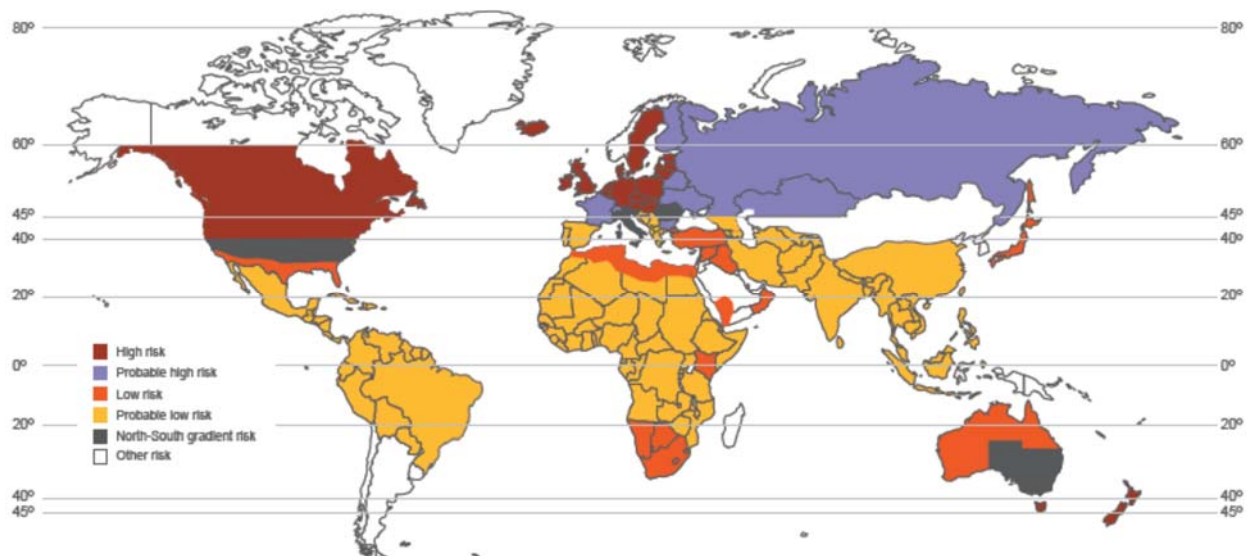 80º 80º
60º 60º
45º 45º
40º 40º
20º 20º
High risk
Probable high risk
0º 0º
Low risk
Probable low risk
20º 20º
North-South gradient risk
Other risk
40º 40º
45º 45º